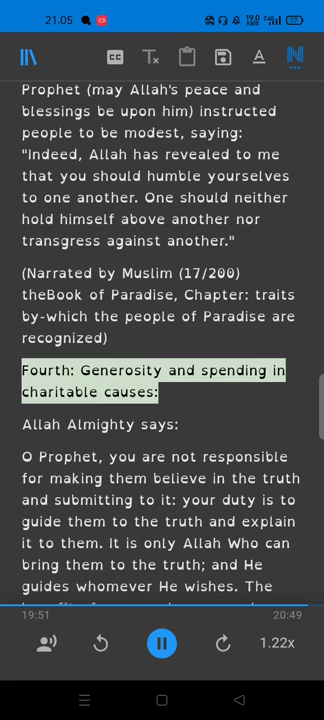 21.05
19.0
KB/S
CC
T×
A
N
Prophet (may Allah's peace and
blessings be upon him) instructed
people to be modest, saying:
"Indeed, Allah has revealed to me
that you should humble yourselves
to one another. One should neither
hold himself above another nor
transgress against another."
(Narrated by Muslim (17/200)
theBook of Paradise, Chapter: traits
by-which the people of Paradise are
recognized)
Fourth: Generosity and spending in
charitable causes:
Allah Almighty says:
O Prophet, you are not responsible
for making them believe in the truth
and submitting to it: your duty is to
guide them to the truth and explain
it to them. It is only Allah Who can
bring them to the truth; and He
guides whomever He wishes. The
19:51
20:49
1.22x